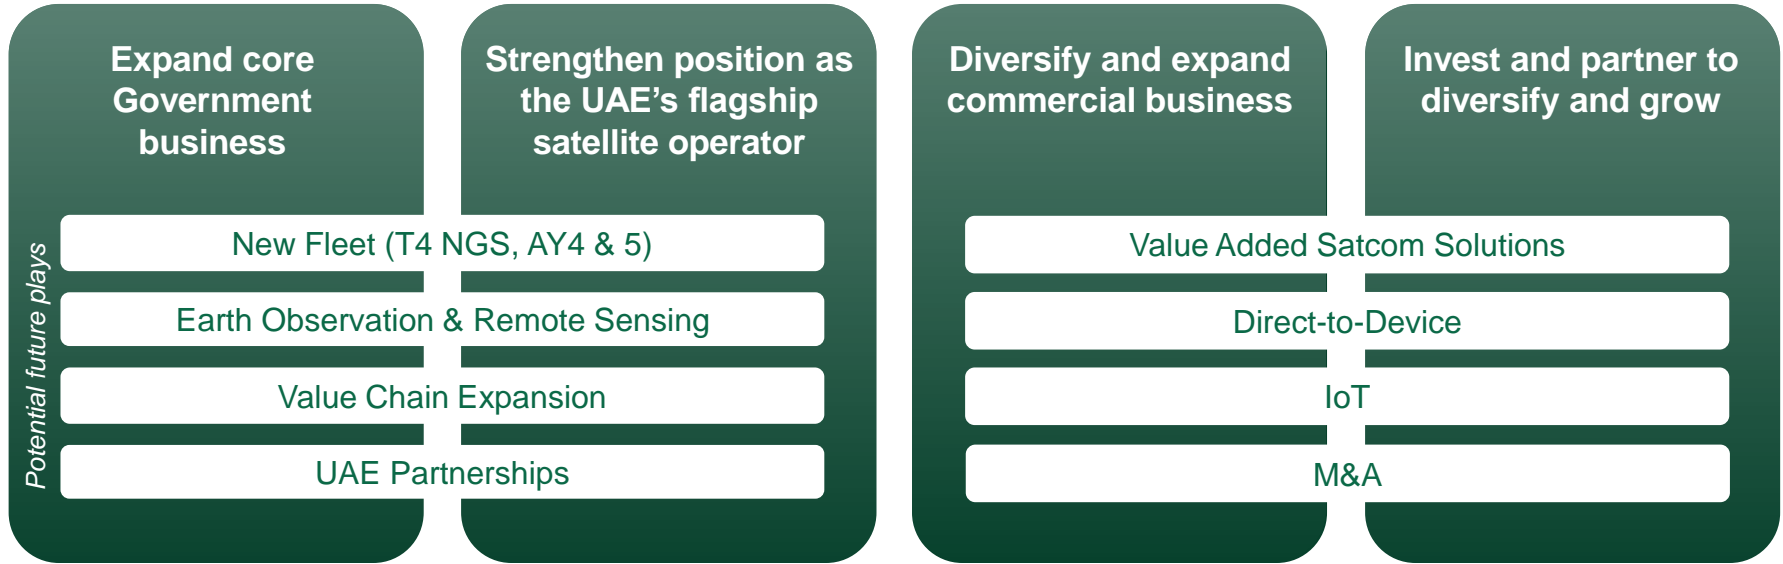 Expand core
Government
business
Strengthen position as
the UAE's flagship
satellite operator
Diversify and expand
commercial business
Invest and partner to
diversify and grow
Potential future plays
New Fleet (T4 NGS, AY4 & 5)
Earth Observation & Remote Sensing
Value Chain Expansion
UAE Partnerships
Value Added Satcom Solutions
Direct-to-Device
IoT
M&A